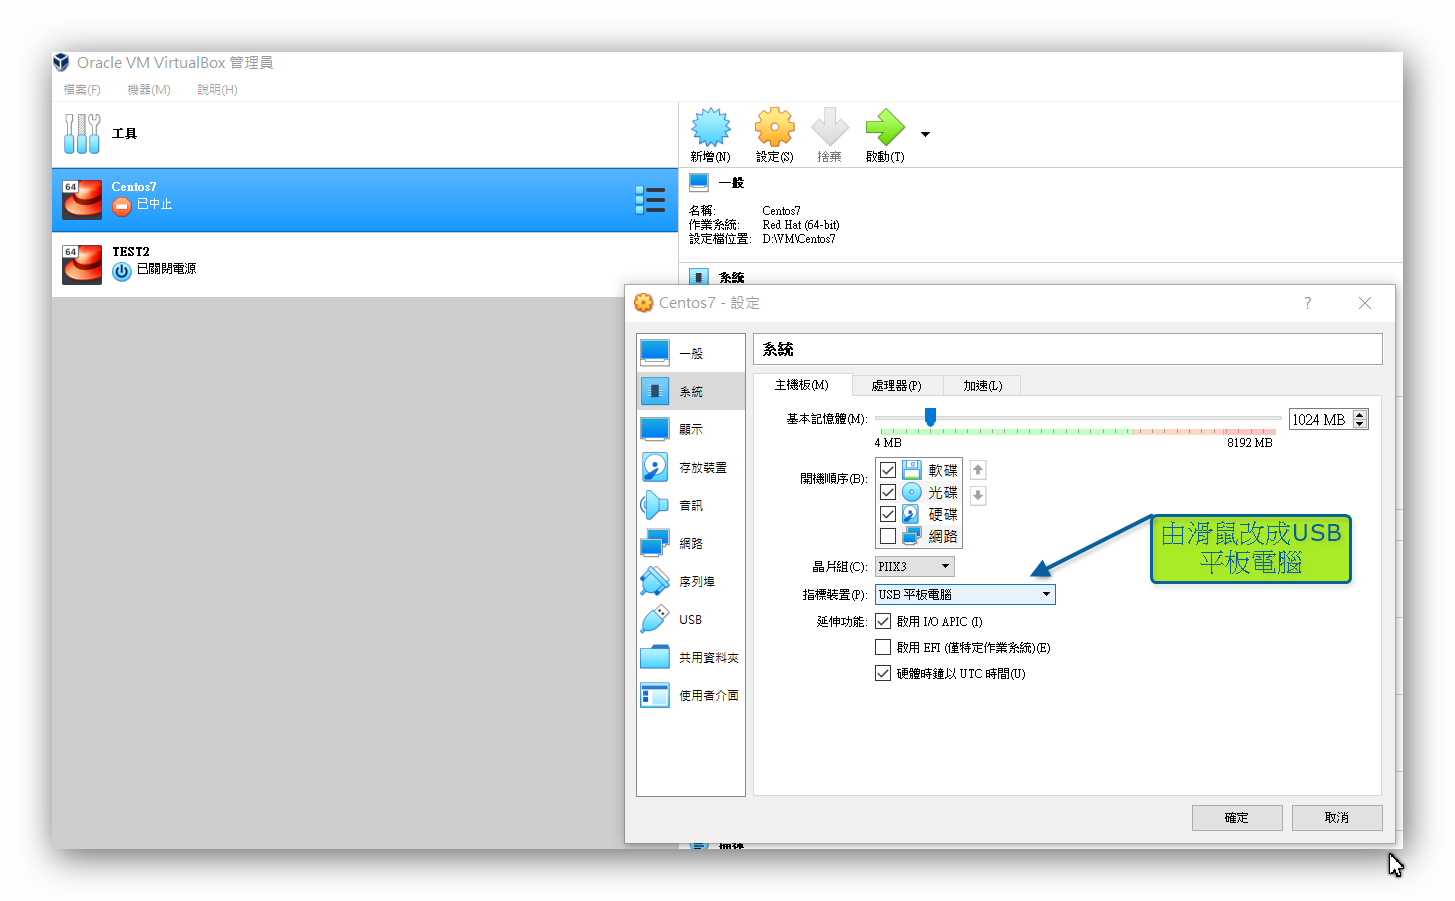 Oracle VM VirtualBox 管理員
檔案(F) 機器(M) 說明(H)
工具
新增(N) 設定(S) 捨棄 啟動(T)
64 Centos7
已中止
64 TEST2
已關閉電源
一般
名稱: Centos7
作業系統: Red Hat (64-bit)
設定檔位置: D:\VM\Centos7
系統
Centos7 - 設定 ?
一般
系統
顯示
存放裝置
音訊
網路
序列埠
USB
共用資料夾
使用者介面
系統
主機板(M) 處理器(P) 加速(L)
基本記憶體(M): 1024 MB
4 MB 8192 MB
開機順序(B): 軟碟
光碟
硬碟
網路
晶片組(C): PIIX3
指標裝置(P): USB 平板電腦
延伸功能: 啟用 I/O APIC (I)
啟用 EFI (僅特定作業系統)(E)
硬體時鐘以 UTC 時間(U)
由滑鼠改成USB
平板電腦
確定 取消